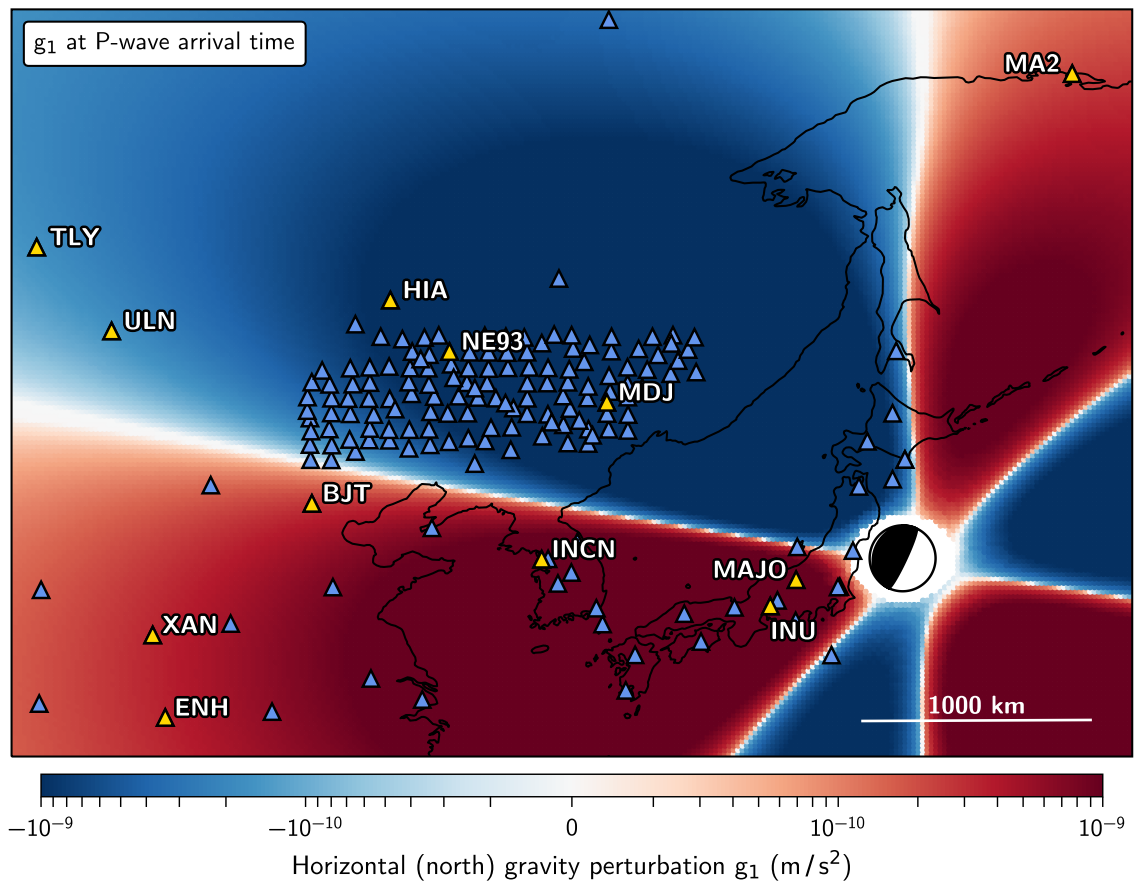 g₁ at P-wave arrival time
MA2
TLY
HIA
ULN
NE93
MDJ
BJT
INCN
MAJO
XAN
INU
ENH
1000 km
−10⁻⁹ −10⁻¹⁰ 0 10⁻¹⁰ 10⁻⁹
Horizontal (north) gravity perturbation g₁ (m/s²)